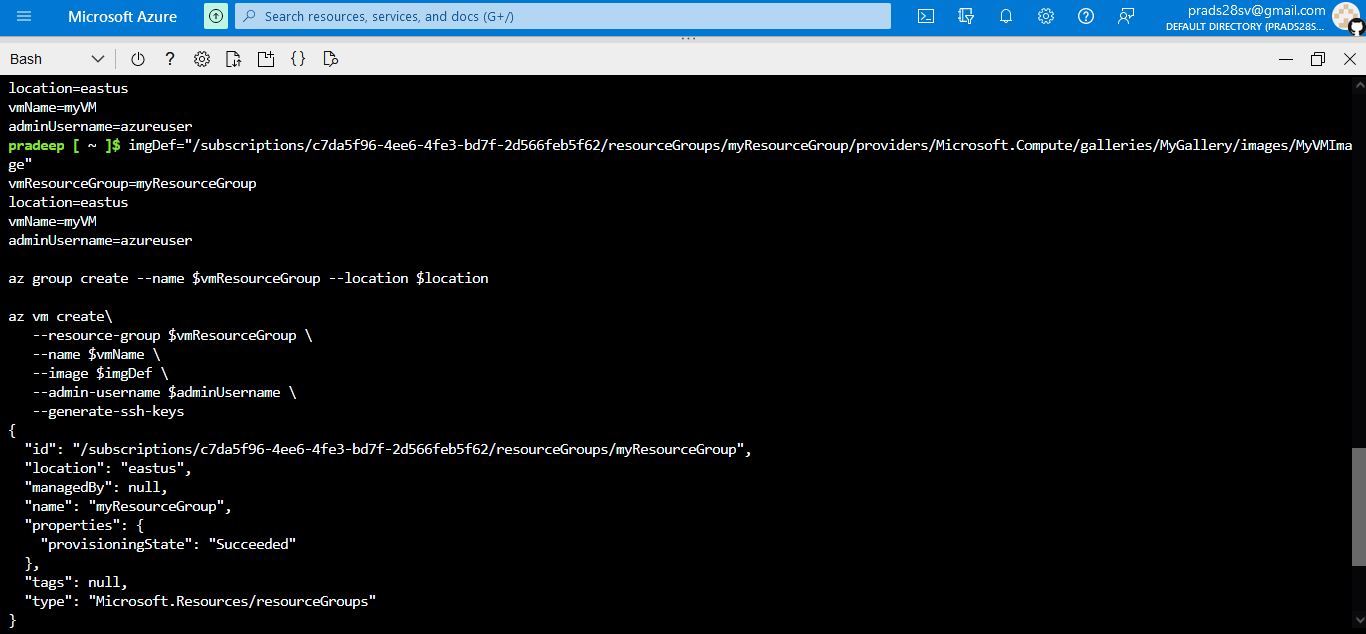 Microsoft Azure
Search resources, services, and docs (G+/)
prads28sv@gmail.com
DEFAULT DIRECTORY (PRADS28S...
Bash
location=eastus
vmName=myVM
adminUsername=azureuser
pradeep [ ~ ]$ imgDef="/subscriptions/c7da5f96-4ee6-4fe3-bd7f-2d566feb5f62/resourceGroups/myResourceGroup/providers/Microsoft.Compute/galleries/MyGallery/images/MyVMIma
ge"
vmResourceGroup=myResourceGroup
location=eastus
vmName=myVM
adminUsername=azureuser
az group create --name $vmResourceGroup --location $location
az vm create\
--resource-group $vmResourceGroup \
--name $vmName \
--image $imgDef \
--admin-username $adminUsername \
--generate-ssh-keys
{
"id": "/subscriptions/c7da5f96-4ee6-4fe3-bd7f-2d566feb5f62/resourceGroups/myResourceGroup",
"location": "eastus",
"managedBy": null,
"name": "myResourceGroup",
"properties": {
"provisioningState": "Succeeded"
},
"tags": null,
"type": "Microsoft.Resources/resourceGroups"
}